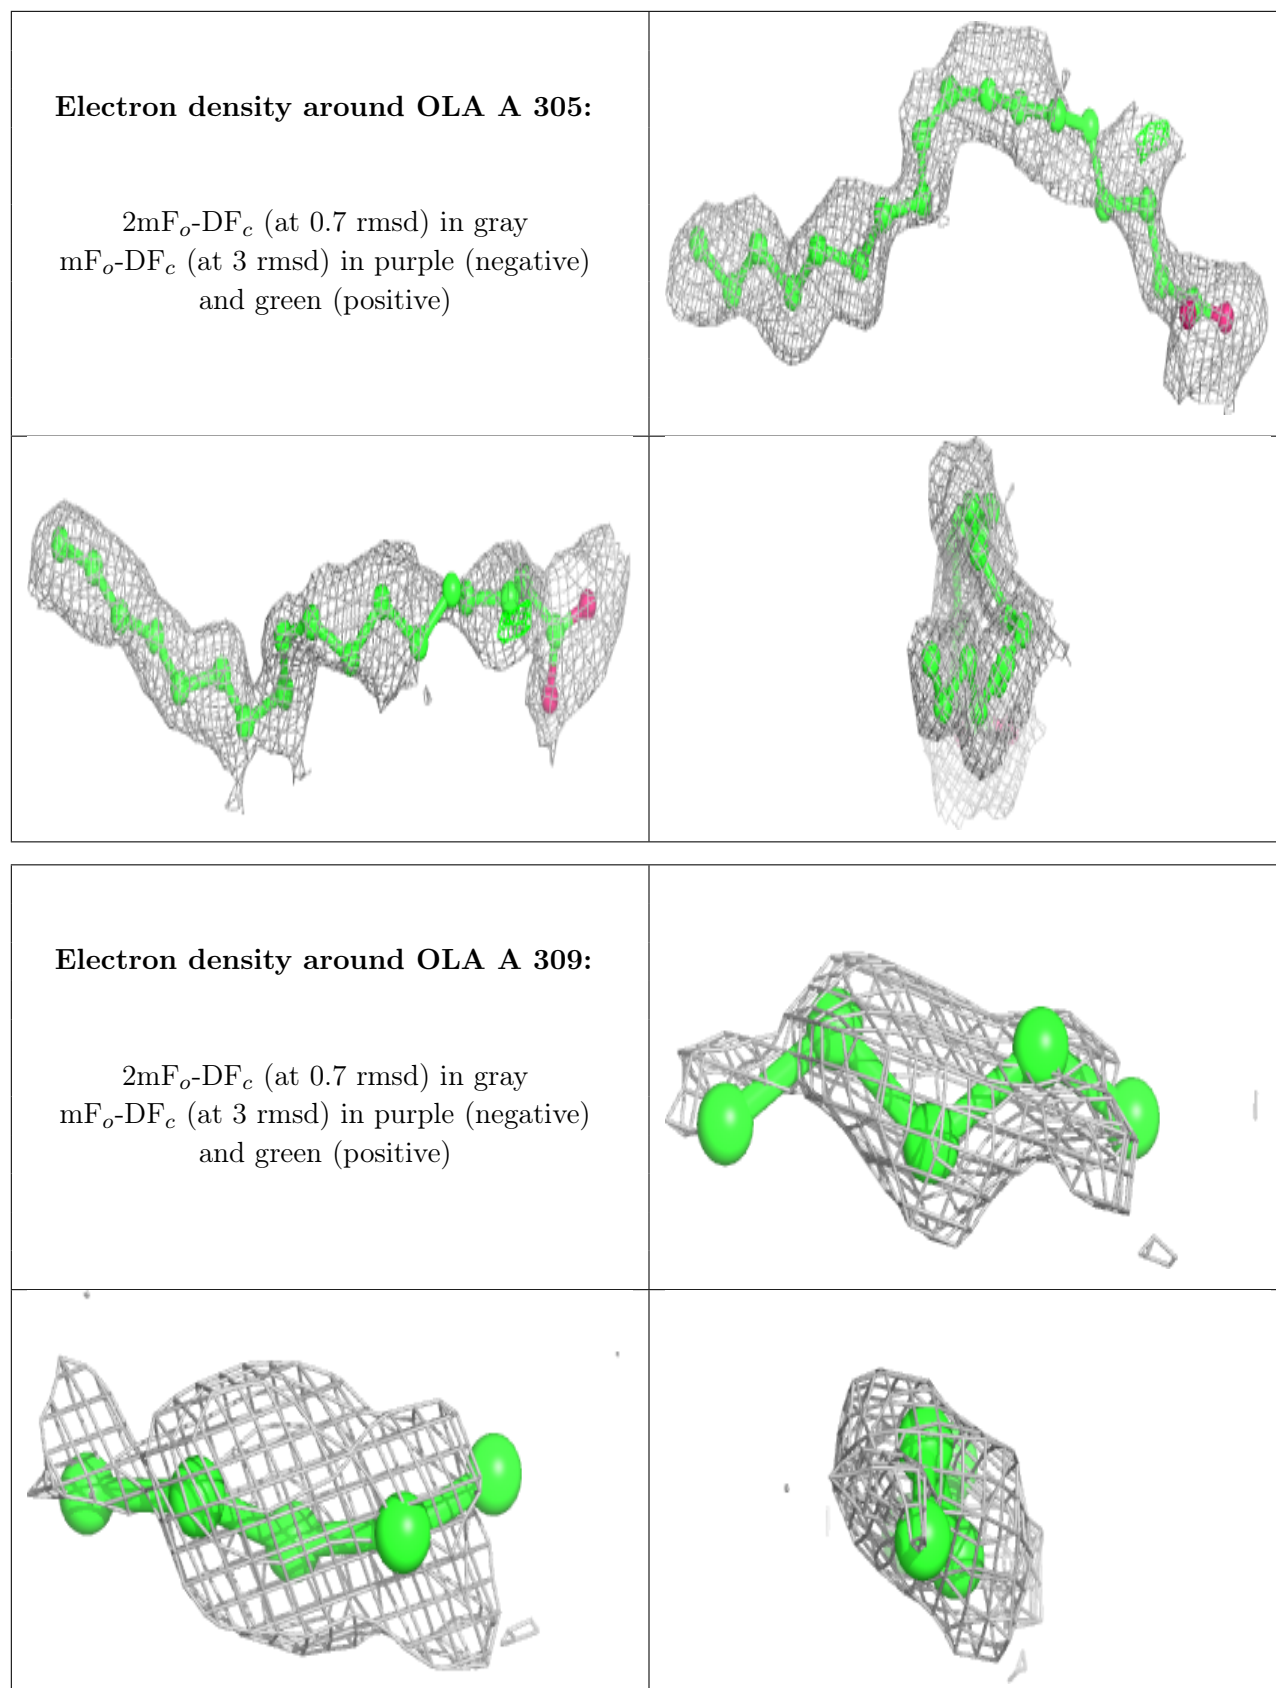 Electron density around OLA A 305:
2mFₒ-DF𝒸 (at 0.7 rmsd) in gray
mFₒ-DF𝒸 (at 3 rmsd) in purple (negative)
and green (positive)
Electron density around OLA A 309:
2mFₒ-DF𝒸 (at 0.7 rmsd) in gray
mFₒ-DF𝒸 (at 3 rmsd) in purple (negative)
and green (positive)